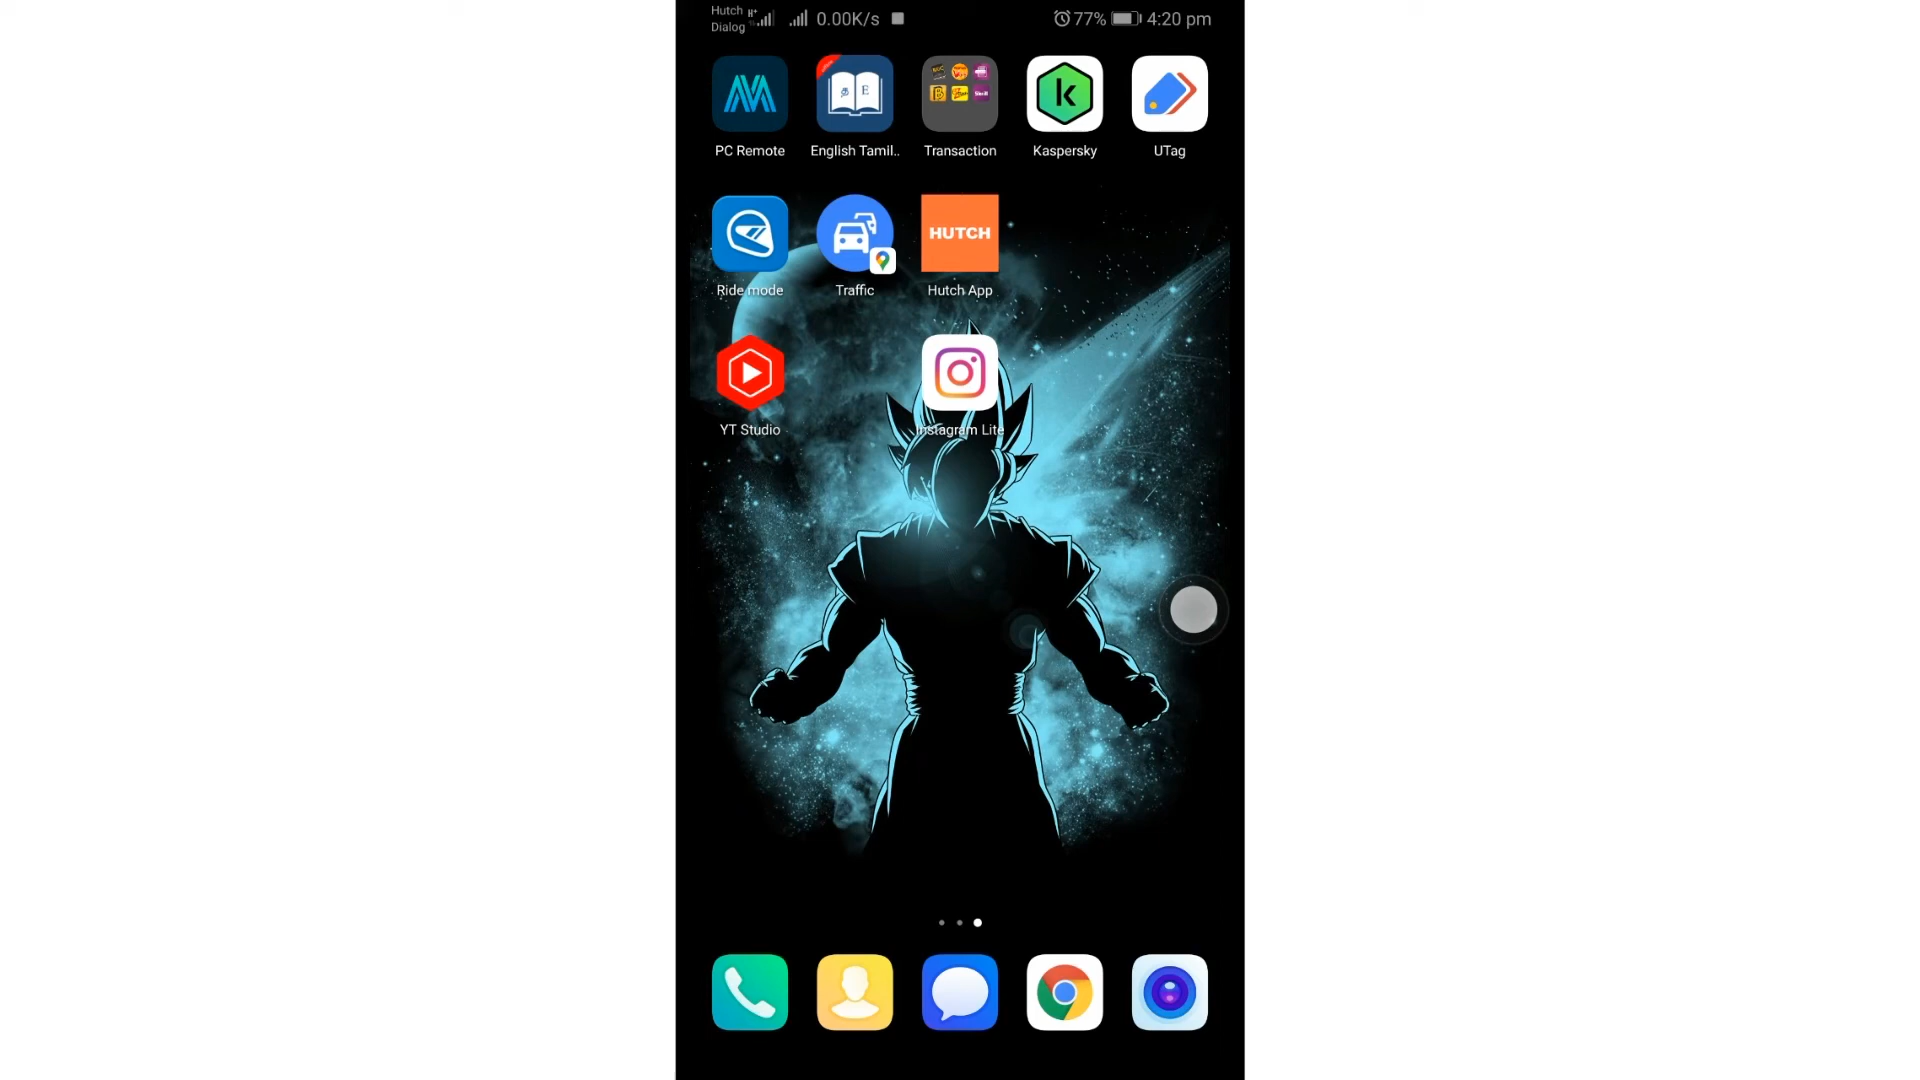 Hutch
Dialog
H+
0.00K/s
77%
4:20 pm
PC Remote
English Tamil..
Transaction
Kaspersky
UTag
HUTCH
Ride mode
Traffic
Hutch App
YT Studio
Instagram Lite